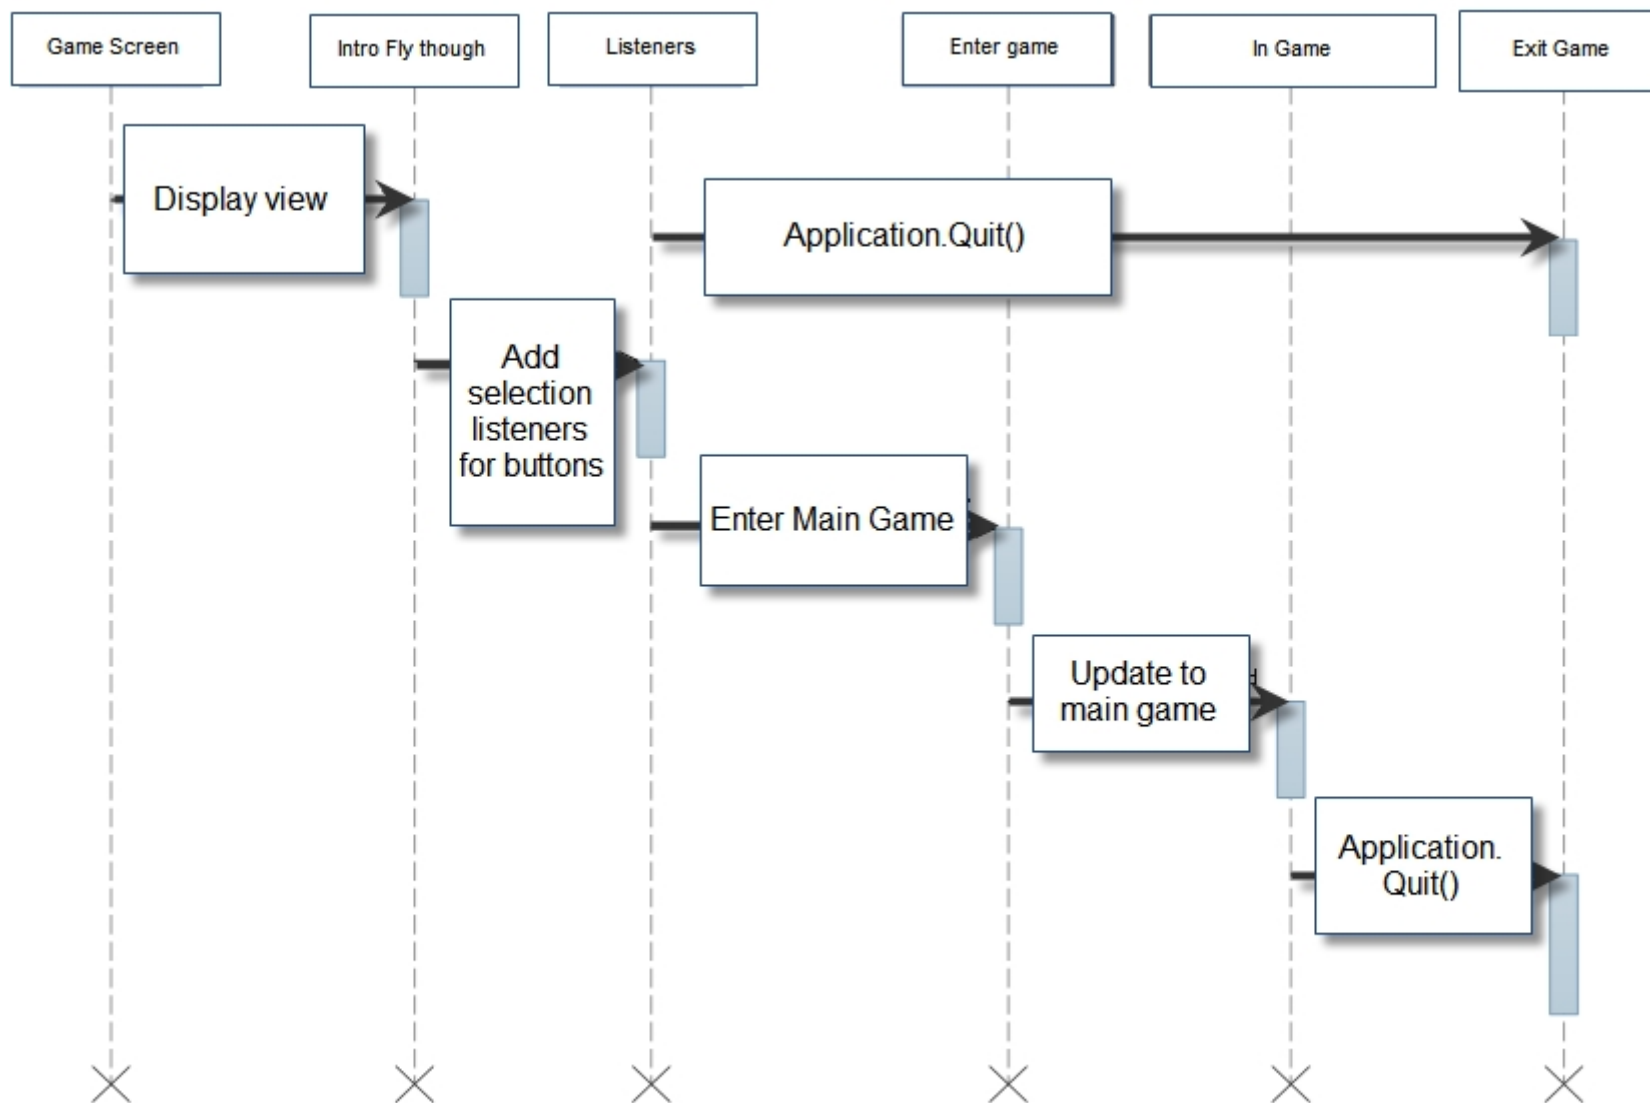 Game Screen
Intro Fly though
Listeners
Enter game
In Game
Exit Game
Display view
Application.Quit()
Add
selection
listeners
for buttons
Enter Main Game
Update to
main game
Application.
Quit()